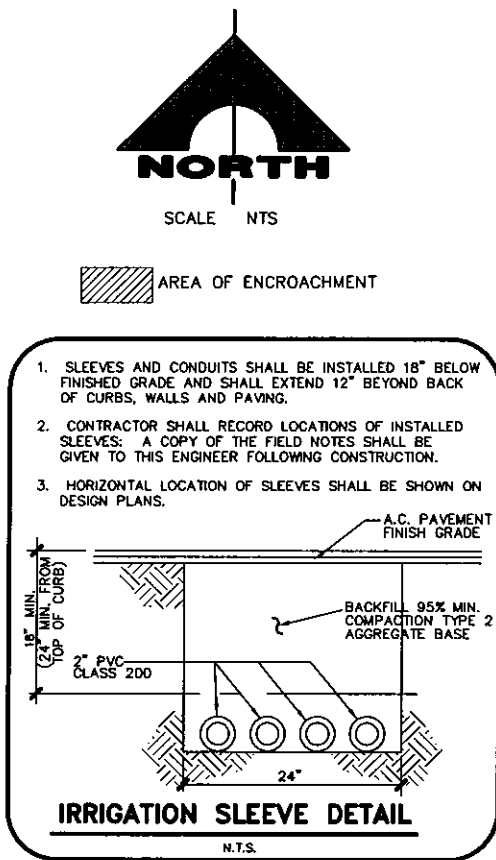 NORTH
SCALE NTS
AREA OF ENCROACHMENT
1. SLEEVES AND CONDUITS SHALL BE INSTALLED 18" BELOW
FINISHED GRADE AND SHALL EXTEND 12" BEYOND BACK
OF CURBS, WALLS AND PAVING.
2. CONTRACTOR SHALL RECORD LOCATIONS OF INSTALLED
SLEEVES: A COPY OF THE FIELD NOTES SHALL BE
GIVEN TO THIS ENGINEER FOLLOWING CONSTRUCTION.
3. HORIZONTAL LOCATION OF SLEEVES SHALL BE SHOWN ON
DESIGN PLANS.
A.C. PAVEMENT
FINISH GRADE
18" MIN.
(24" MIN. FROM
TOP OF CURB)
BACKFILL 95% MIN.
COMPACTION TYPE 2
AGGREGATE BASE
2" PVC
CLASS 200
24"
IRRIGATION SLEEVE DETAIL
N.T.S.